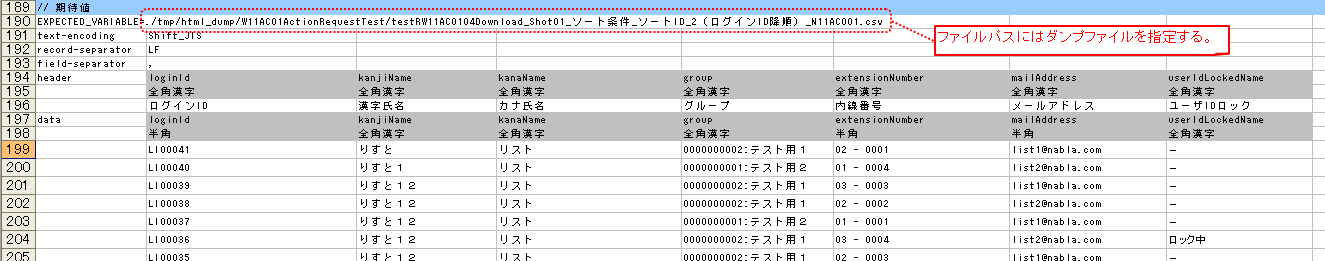 189 // 期待値
190 EXPECTED_VARIABLE=./tmp/html_dump/W11AC01ActionRequestTest/testRW11AC0104Download_Shot01_ソート条件_ソートID_2（ログインID降順）_N11AC001.csv
ファイルパスにはダンプファイルを指定する。
191 text-encoding Shift_JIS
192 record-separator LF
193 field-separator ,
194 header loginId kanjiName kanaName group extensionNumber mailAddress userIdLockedName
195 全角漢字 全角漢字 全角漢字 全角漢字 全角漢字 全角漢字 全角漢字
196 ログインID 漢字氏名 カナ氏名 グループ 内線番号 メールアドレス ユーザIDロック
197 data loginId kanjiName kanaName group extensionNumber mailAddress userIdLockedName
198 半角 全角漢字 全角漢字 全角漢字 半角 半角 全角漢字
199 LI00041 りすと リスト 0000000002:テスト用１ 02 - 0001 list1@nabla.com －
200 LI00040 りすと１ リスト 0000000001:テスト用２ 01 - 0004 list2@nabla.com －
201 LI00039 りすと１２ リスト 0000000002:テスト用１ 03 - 0003 list1@nabla.com －
202 LI00038 りすと１２ リスト 0000000002:テスト用１ 02 - 0002 list2@nabla.com －
203 LI00037 りすと１２ リスト 0000000001:テスト用２ 01 - 0001 list1@nabla.com －
204 LI00036 りすと１２ リスト 0000000002:テスト用１ 03 - 0004 list2@nabla.com ロック中
205 LI00035 りすと１２ リスト 0000000002:テスト用１ 02 - 0003 list1@nabla.com －